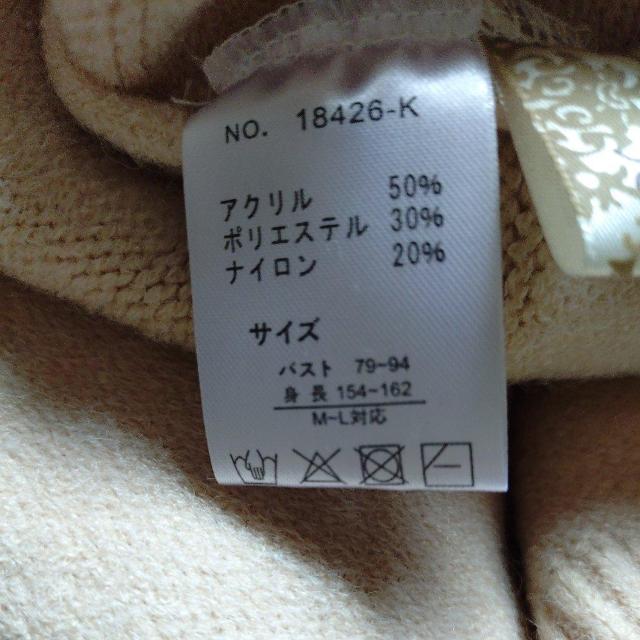 NO. 18426-K
アクリル 50%
ポリエステル 30%
ナイロン 20%
サイズ
バスト 79-94
身長 154-162
M-L対応